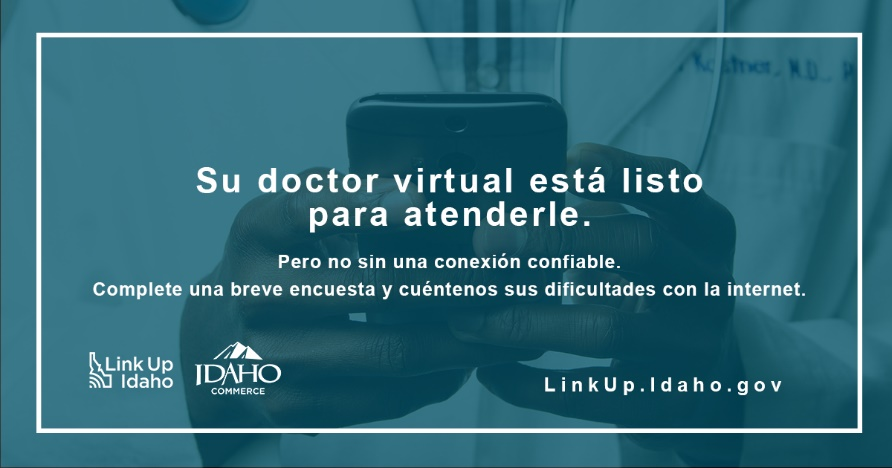 Su doctor virtual está listo
para atenderle.
Pero no sin una conexión confiable.
Complete una breve encuesta y cuéntenos sus dificultades con la internet.
Link Up
Idaho
IDAHO
COMMERCE
LinkUp.Idaho.gov